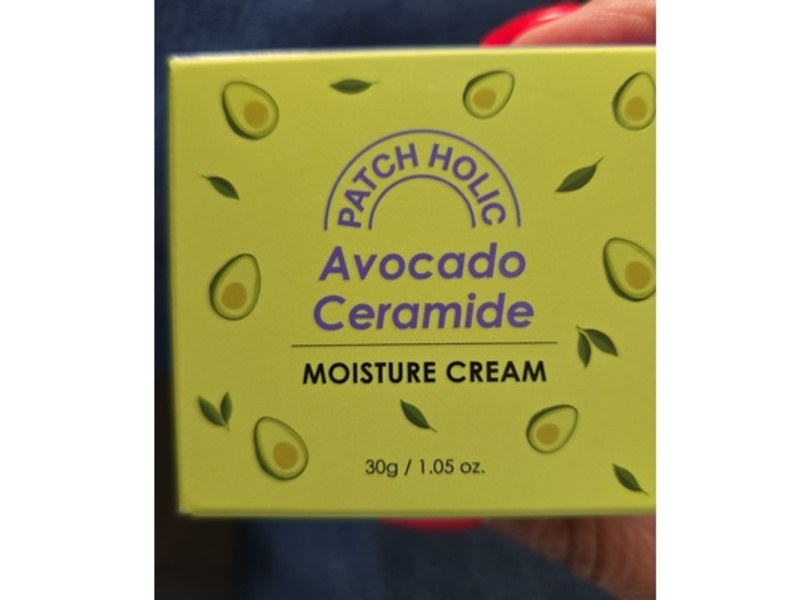 PATCH HOLIC
Avocado
Ceramide
MOISTURE CREAM
30g / 1.05 oz.